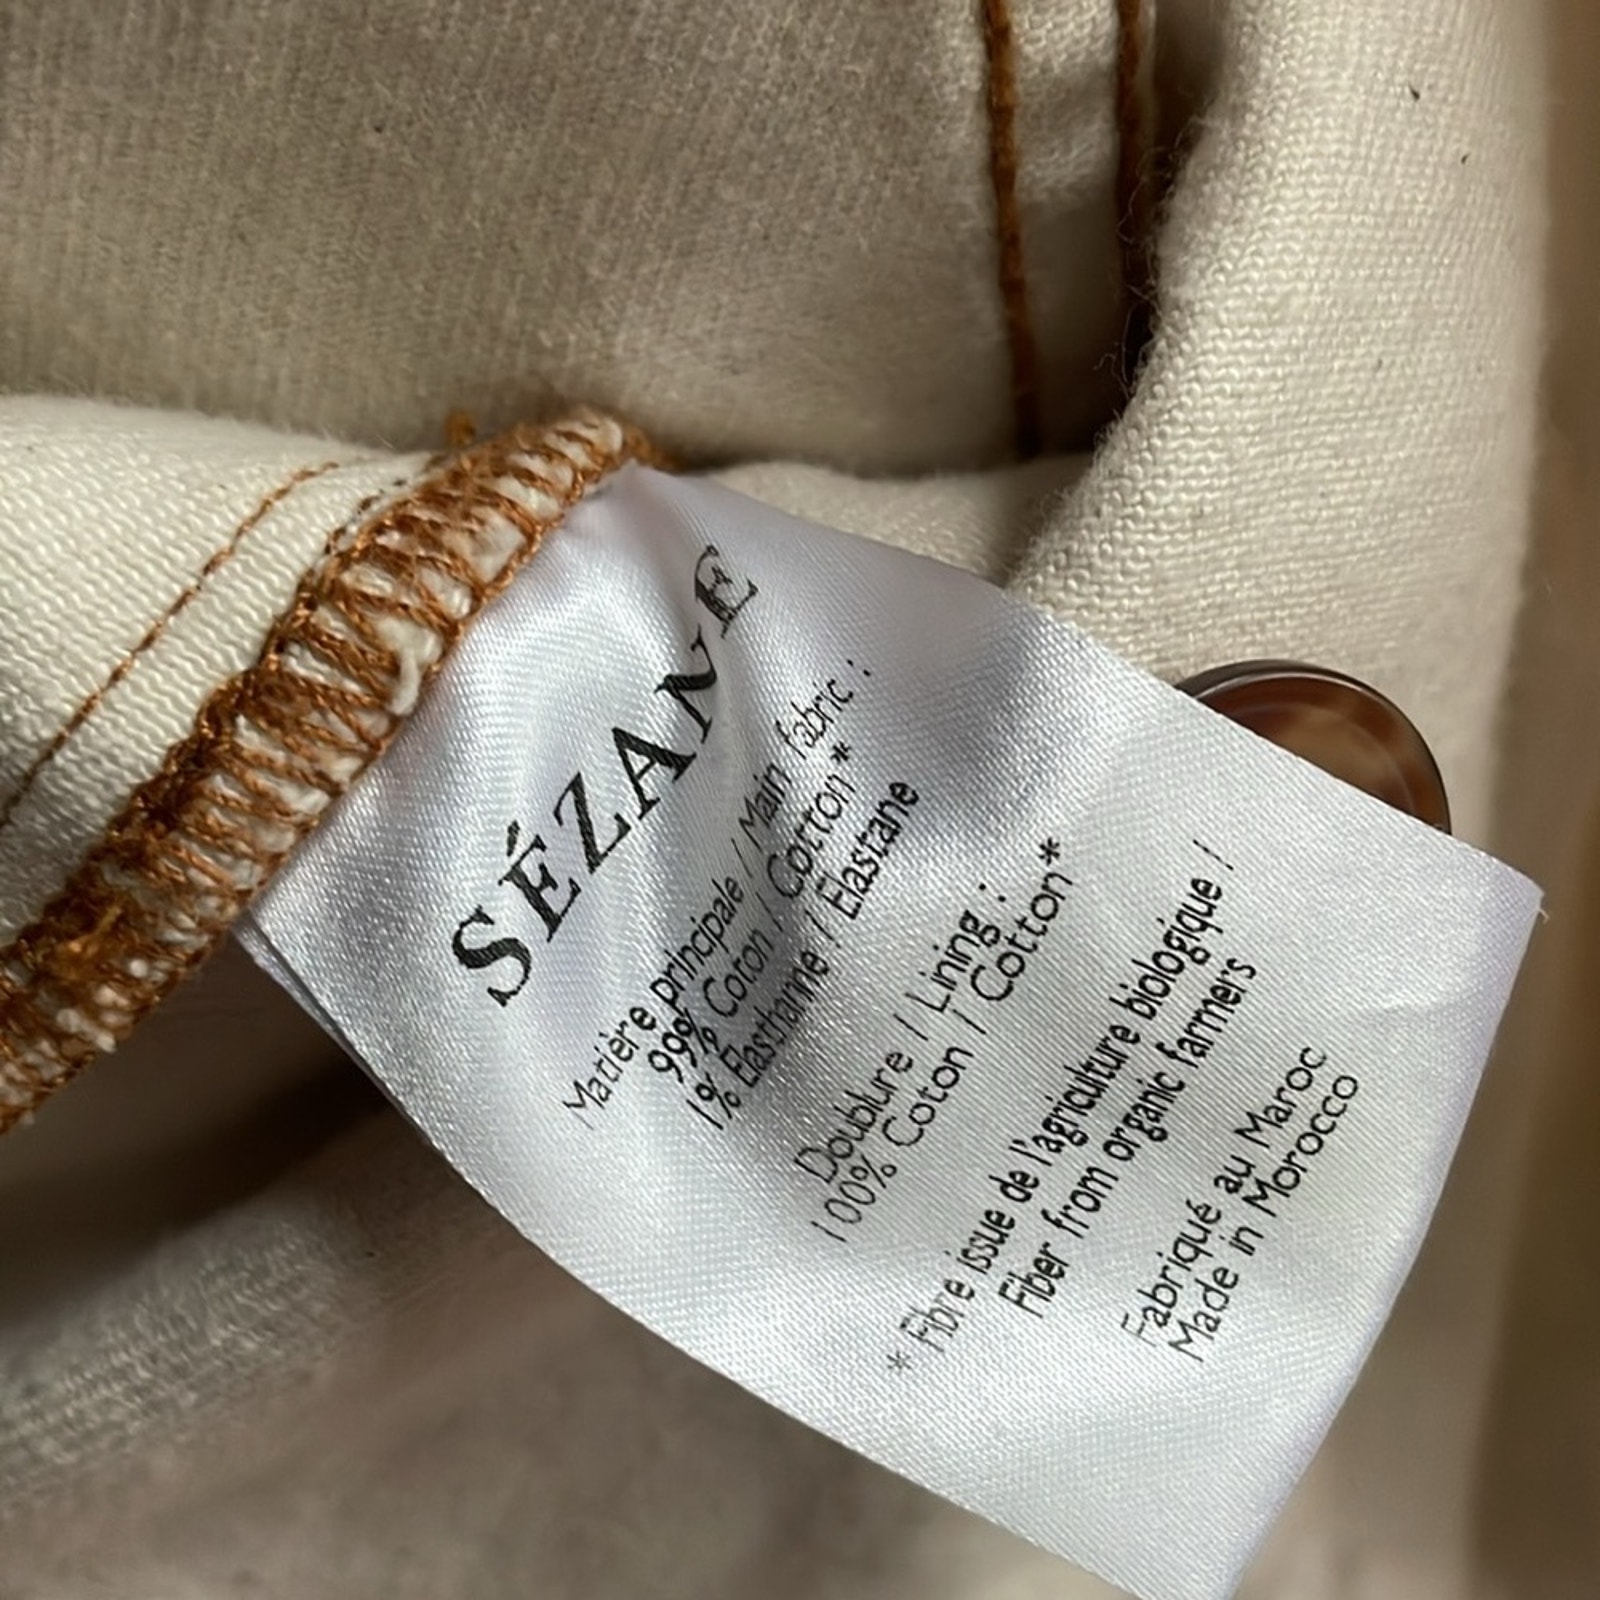 SÉZANE
Matière principale / Main fabric :
99% Coton / Cotton*
1% Elasthanne / Elastane
Doublure / Lining :
100% Coton / Cotton*
* Fibre issue de l'agriculture biologique /
Fiber from organic farmers
Fabriqué au Maroc
Made in Morocco